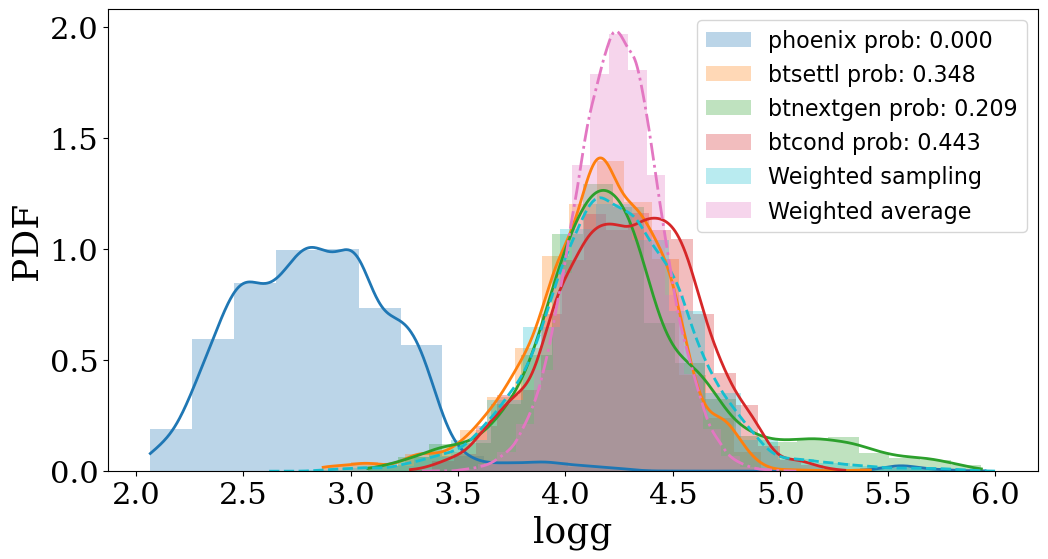 2.0
1.5
1.0
0.5
0.0
PDF
2.0 2.5 3.0 3.5 4.0 4.5 5.0 5.5 6.0
logg
phoenix prob: 0.000
btsettl prob: 0.348
btnextgen prob: 0.209
btcond prob: 0.443
Weighted sampling
Weighted average